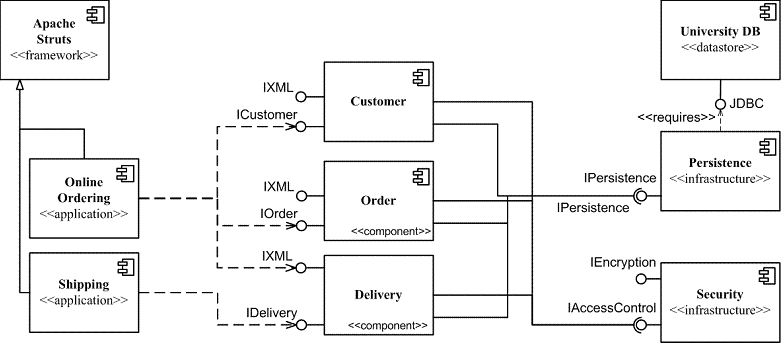 Apache
Struts
<<framework>>
University DB
<<datastore>>
IXML
Customer
ICustomer
JDBC
<<requires>>
Online
Ordering
<<application>>
IXML
Order
IOrder
<<component>>
IPersistence
IPersistence
Persistence
<<infrastructure>>
Shipping
<<application>>
IXML
Delivery
IDelivery
<<component>>
IEncryption
IAccessControl
Security
<<infrastructure>>